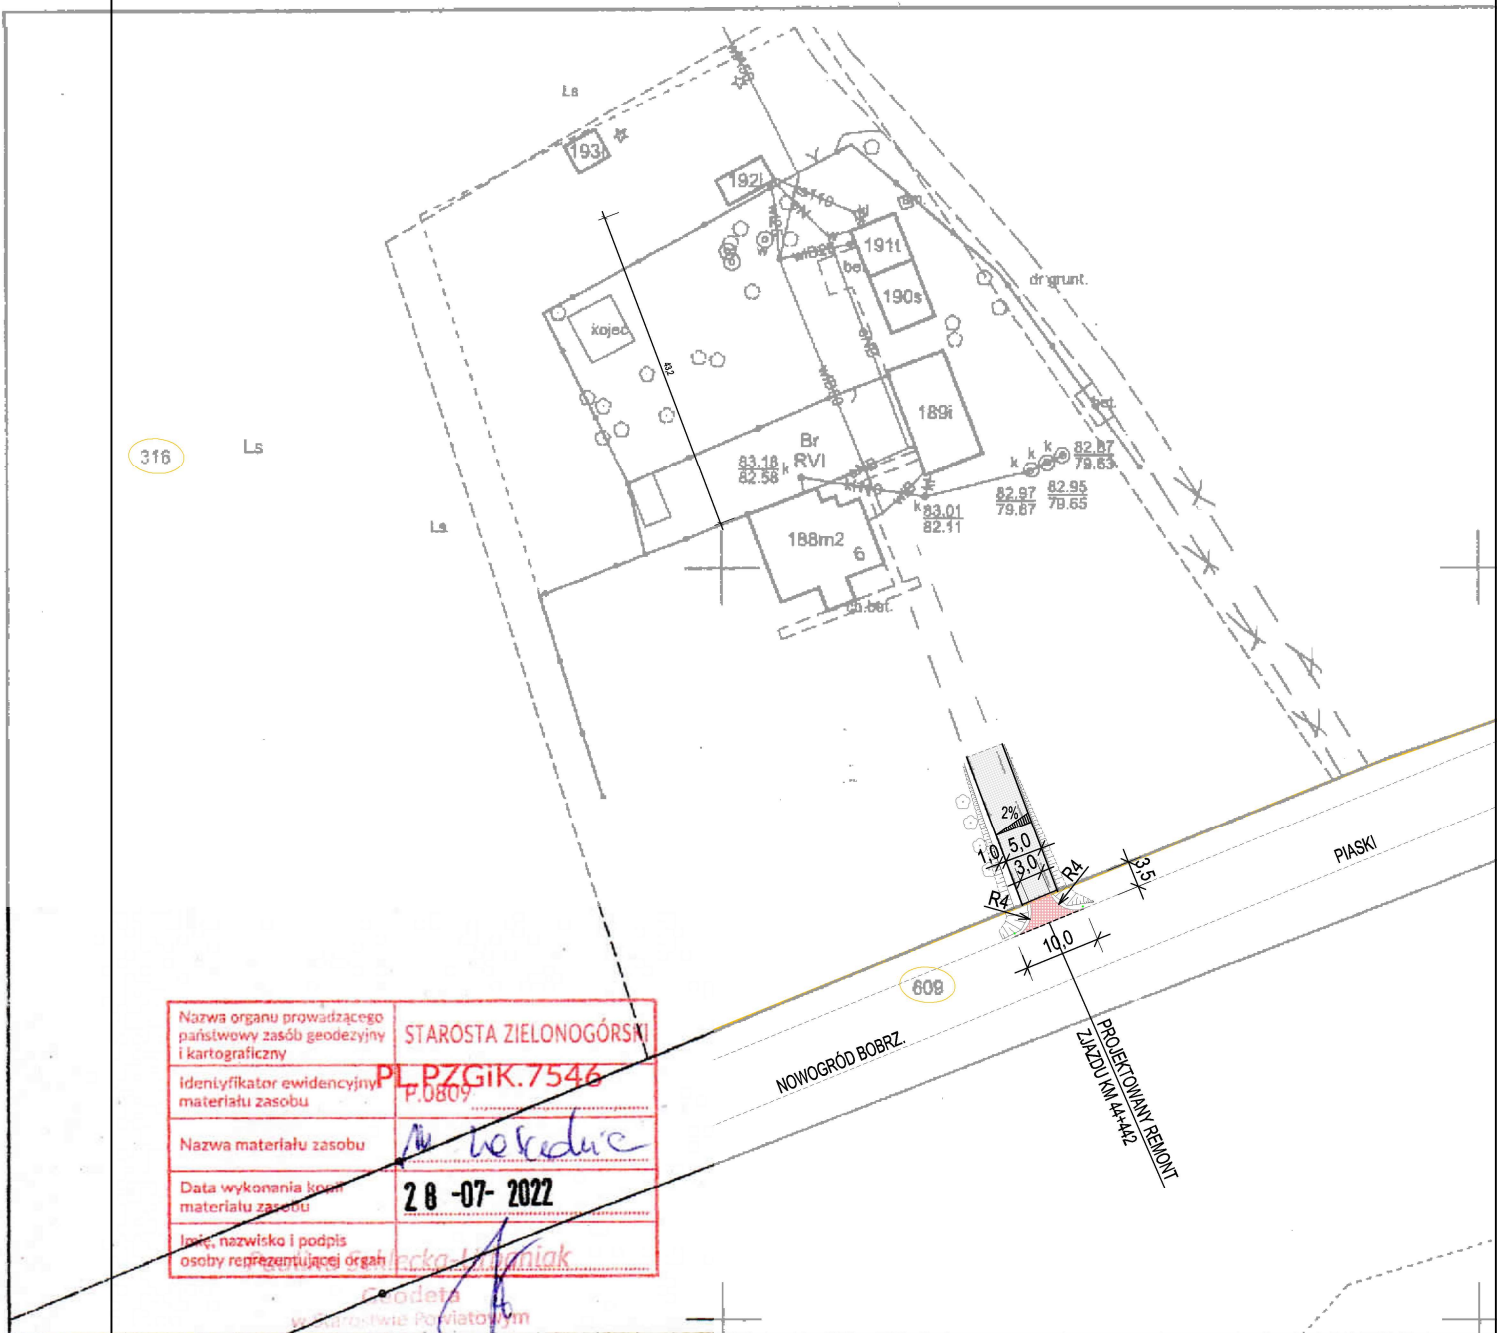 Ls
193i
192i
191t
190s
bet.
dr.grunt.
kojec
43,2
189i
bet.
316
Ls
Br
RVI
83.18
82.58
k
k
k
k
82.87
79.63
82.97
79.67
82.95
79.65
k
83.01
82.11
Ls
188m2
6
ch.bet.
2%
5,0
1,0
3,0
R4
R4
3,5
10,0
PIASKI
609
NOWOGRÓD BOBRZ.
PROJEKTOWANY REMONT
ZJAZDU KM 44+442
Nazwa organu prowadzącego
państwowy zasób geodezyjny
i kartograficzny
STAROSTA ZIELONOGÓRSKI
Identyfikator ewidencyjny
materiału zasobu
PL.PZGiK.7546
P.0809
Nazwa materiału zasobu
Data wykonania kopii
materiału zasobu
28 -07- 2022
Imię, nazwisko i podpis
osoby reprezentującej organ
Geodeta
w Starostwie Powiatowym